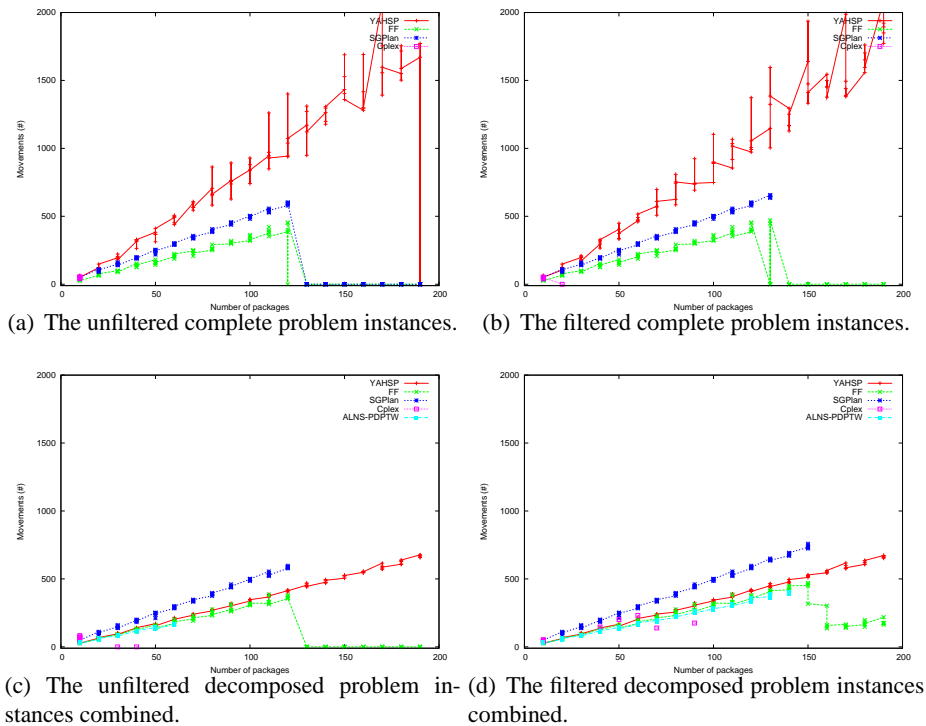 2000
1500
1000
500
0
Movements (#)
0 50 100 150 200
Number of packages
YAHSP
FF
SGPlan
Cplex
(a) The unfiltered complete problem instances.
2000
1500
1000
500
0
Movements (#)
0 50 100 150 200
Number of packages
YAHSP
FF
SGPlan
Cplex
(b) The filtered complete problem instances.
2000
1500
1000
500
0
Movements (#)
0 50 100 150 200
Number of packages
YAHSP
FF
SGPlan
Cplex
ALNS-PDPTW
(c) The unfiltered decomposed problem in-
stances combined.
2000
1500
1000
500
0
Movements (#)
0 50 100 150 200
Number of packages
YAHSP
FF
SGPlan
Cplex
ALNS-PDPTW
(d) The filtered decomposed problem instances
combined.